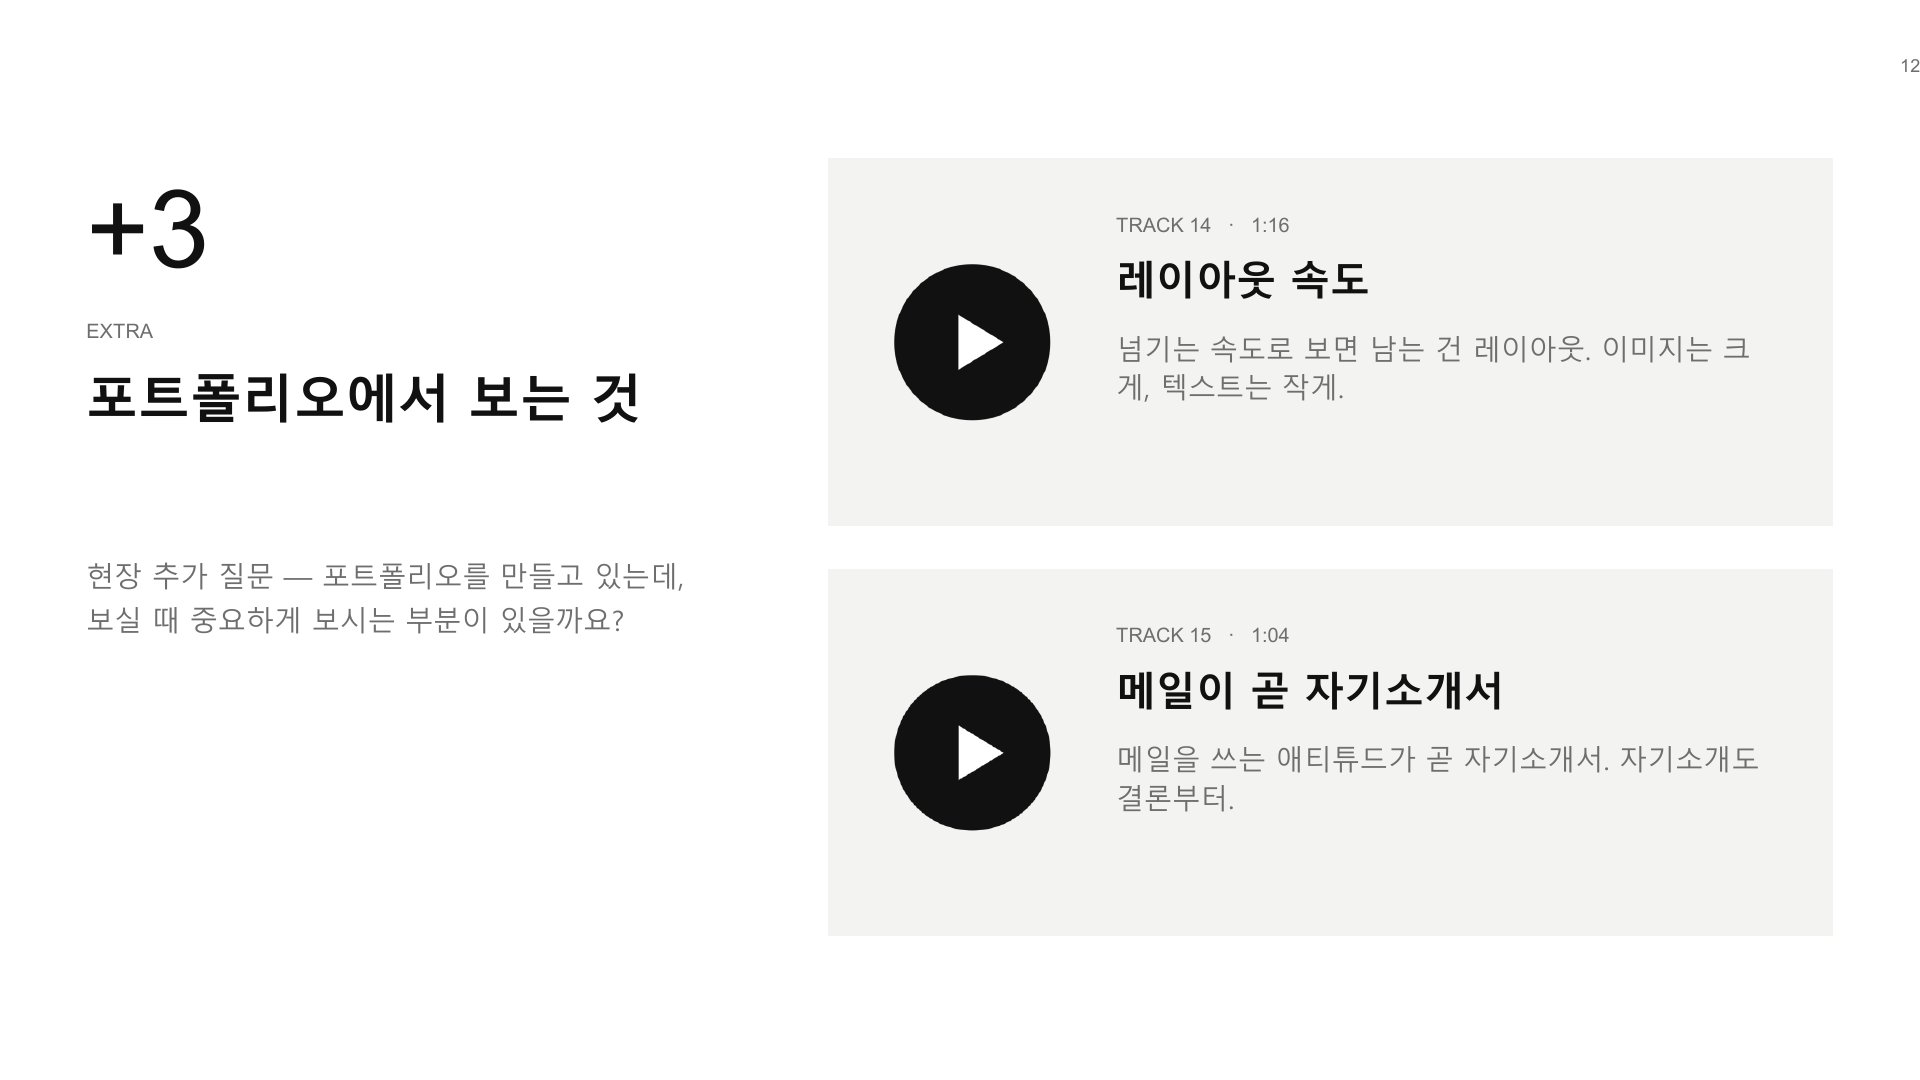 12
+3
EXTRA
포트폴리오에서 보는 것
현장 추가 질문 — 포트폴리오를 만들고 있는데,
보실 때 중요하게 보시는 부분이 있을까요?
TRACK 14 · 1:16
레이아웃 속도
넘기는 속도로 보면 남는 건 레이아웃. 이미지는 크
게, 텍스트는 작게.
TRACK 15 · 1:04
메일이 곧 자기소개서
메일을 쓰는 애티튜드가 곧 자기소개서. 자기소개도
결론부터.